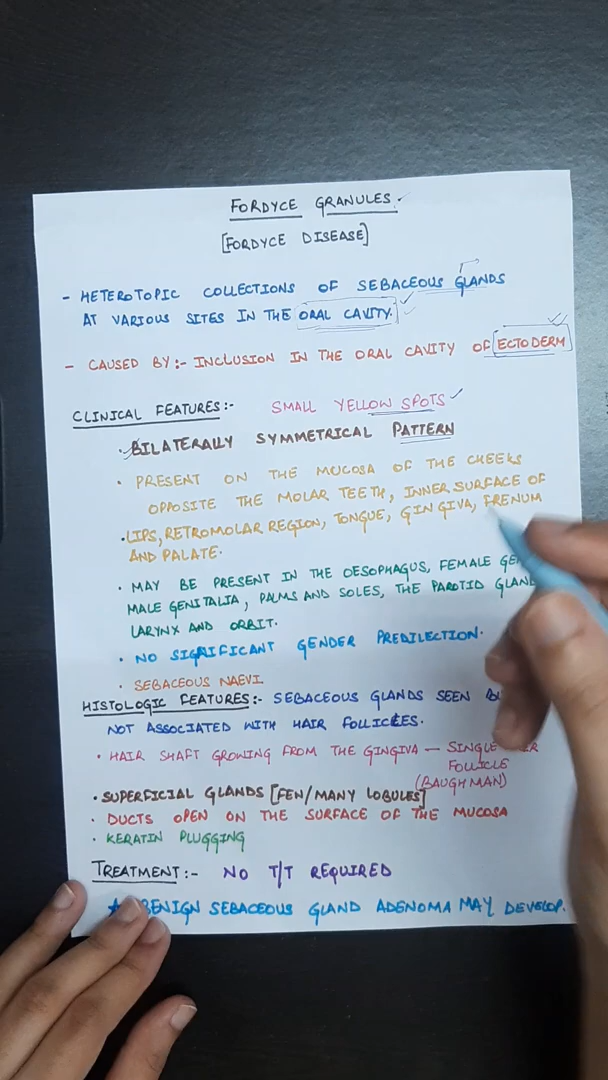 FORDYCE GRANULES.
[FORDYCE DISEASE]
- HETEROTOPIC COLLECTIONS OF SEBACEOUS GLANDS
AT VARIOUS SITES IN THE ORAL CAVITY.
- CAUSED BY:- INCLUSION IN THE ORAL CAVITY OF ECTODERM
CLINICAL FEATURES:- SMALL YELLOW SPOTS
• BILATERALLY SYMMETRICAL PATTERN
• PRESENT ON THE MUCOSA OF THE CHEEKS
OPPOSITE THE MOLAR TEETH, INNER SURFACE OF
• LIPS, RETROMOLAR REGION, TONGUE, GINGIVA, FRENUM
AND PALATE.
• MAY BE PRESENT IN THE OESOPHAGUS, FEMALE
MALE GENITALIA, PALMS AND SOLES, THE PAROTID GLAND
LARYNX AND ORBIT.
• NO SIGNIFICANT GENDER PREDILECTION.
• SEBACEOUS NAEVI.
HISTOLOGIC FEATURES:- SEBACEOUS GLANDS SEEN
NOT ASSOCIATED WITH HAIR FOLLICLES.
• HAIR SHAFT GROWING FROM THE GINGIVA — SINGLE
FOLLICLE
(BAUGHMAN)
• SUPERFICIAL GLANDS [FEN/MANY LOBULES]
• DUCTS OPEN ON THE SURFACE OF THE MUCOSA
• KERATIN PLUGGING
TREATMENT:- NO T/T REQUIRED
★ BENIGN SEBACEOUS GLAND ADENOMA MAY DEVELOP.